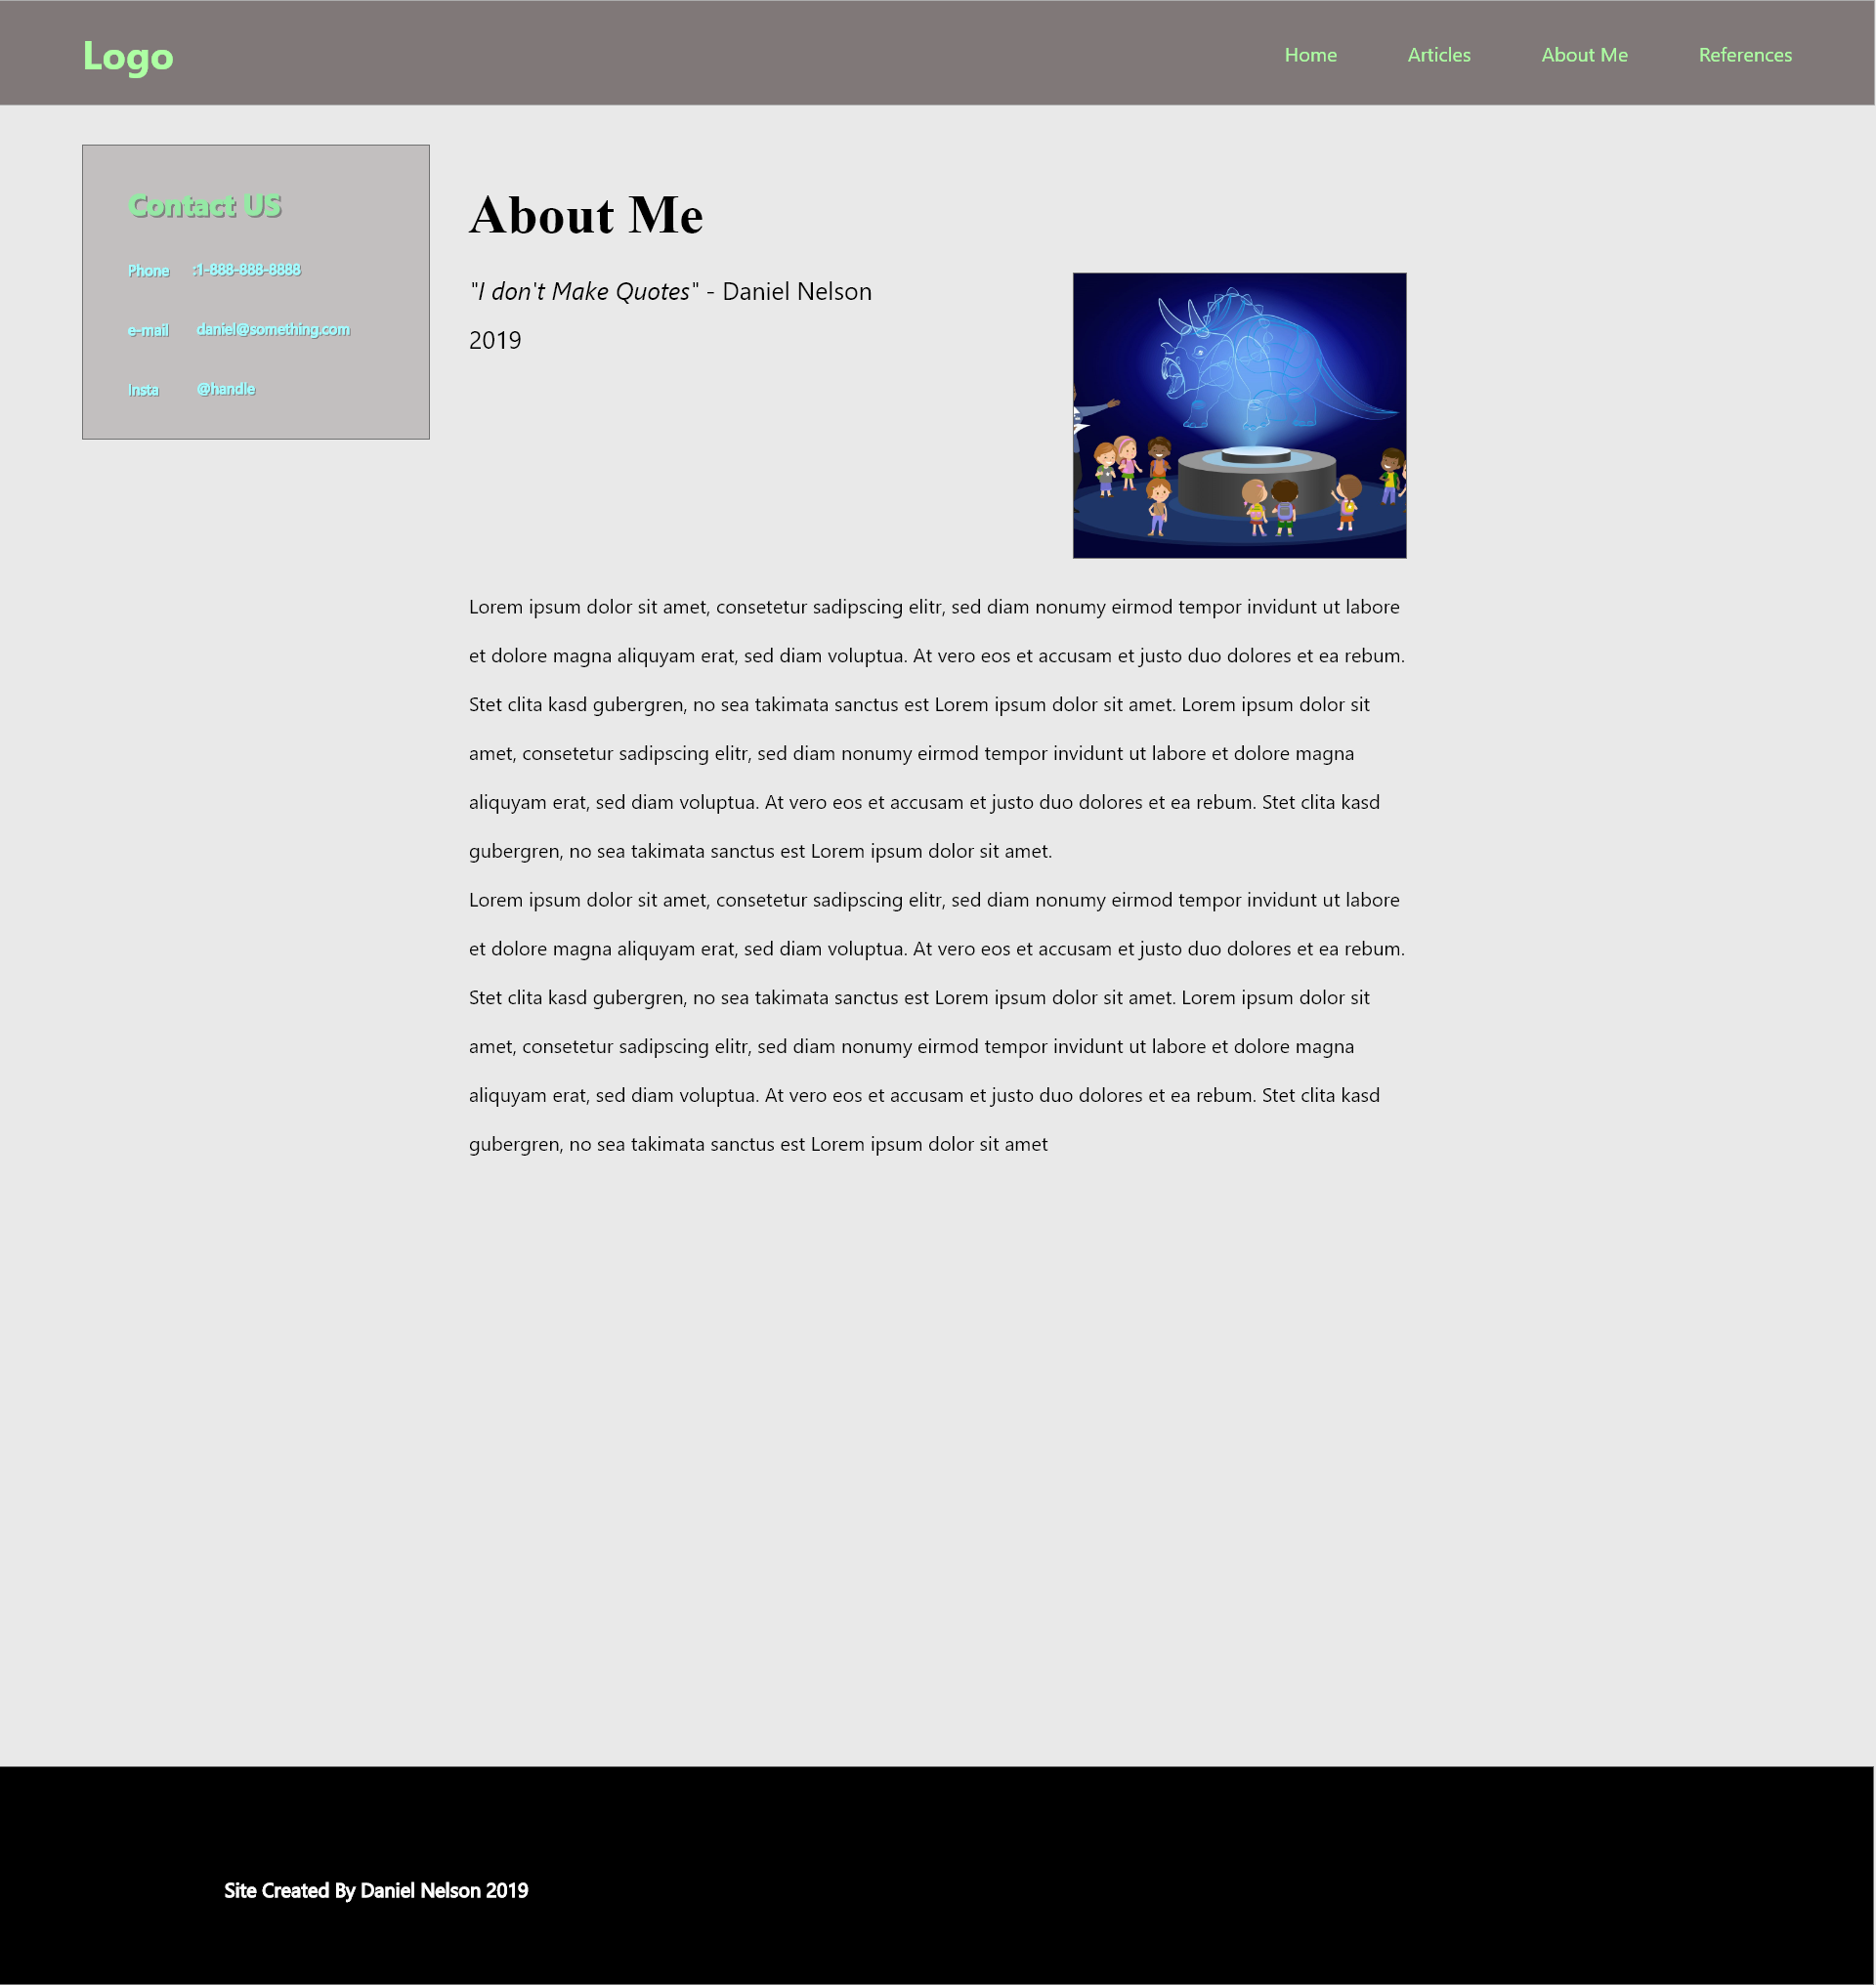 Logo
Home Articles About Me References
Contact US
Phone :1-888-888-8888
e-mail daniel@something.com
Insta @handle
About Me
"I don't Make Quotes" - Daniel Nelson
2019
Lorem ipsum dolor sit amet, consetetur sadipscing elitr, sed diam nonumy eirmod tempor invidunt ut labore
et dolore magna aliquyam erat, sed diam voluptua. At vero eos et accusam et justo duo dolores et ea rebum.
Stet clita kasd gubergren, no sea takimata sanctus est Lorem ipsum dolor sit amet. Lorem ipsum dolor sit
amet, consetetur sadipscing elitr, sed diam nonumy eirmod tempor invidunt ut labore et dolore magna
aliquyam erat, sed diam voluptua. At vero eos et accusam et justo duo dolores et ea rebum. Stet clita kasd
gubergren, no sea takimata sanctus est Lorem ipsum dolor sit amet.
Lorem ipsum dolor sit amet, consetetur sadipscing elitr, sed diam nonumy eirmod tempor invidunt ut labore
et dolore magna aliquyam erat, sed diam voluptua. At vero eos et accusam et justo duo dolores et ea rebum.
Stet clita kasd gubergren, no sea takimata sanctus est Lorem ipsum dolor sit amet. Lorem ipsum dolor sit
amet, consetetur sadipscing elitr, sed diam nonumy eirmod tempor invidunt ut labore et dolore magna
aliquyam erat, sed diam voluptua. At vero eos et accusam et justo duo dolores et ea rebum. Stet clita kasd
gubergren, no sea takimata sanctus est Lorem ipsum dolor sit amet
Site Created By Daniel Nelson 2019